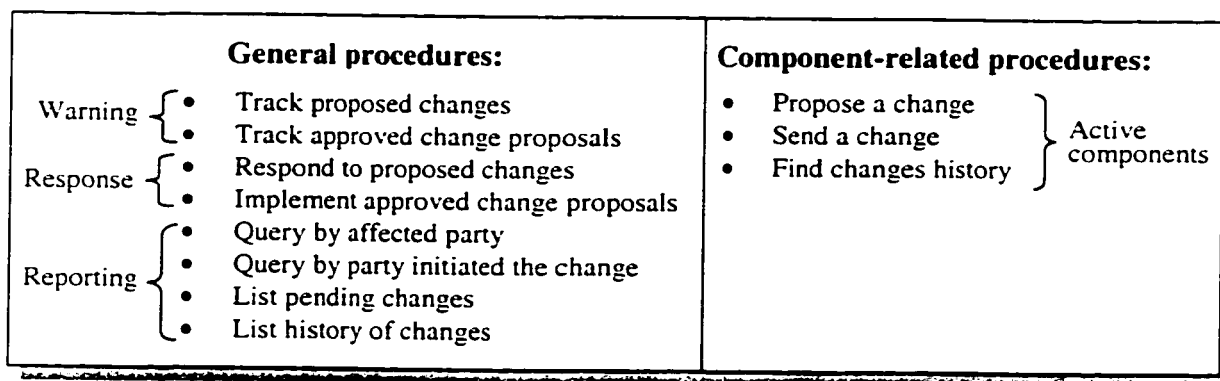 General procedures:
Warning
• Track proposed changes
• Track approved change proposals
Response
• Respond to proposed changes
• Implement approved change proposals
Reporting
• Query by affected party
• Query by party initiated the change
• List pending changes
• List history of changes
Component-related procedures:
• Propose a change
• Send a change
• Find changes history
Active
components